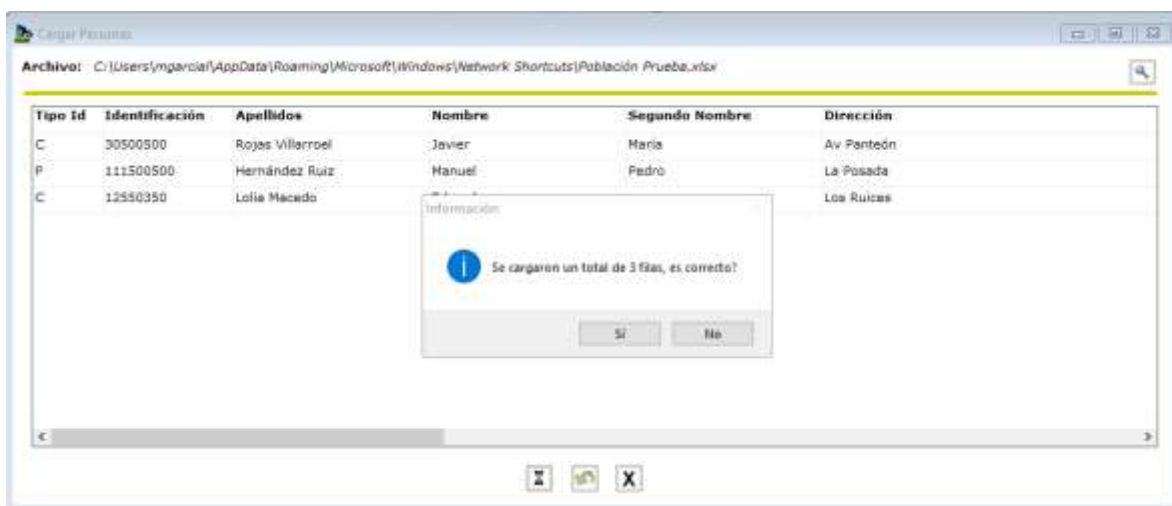 Cargar Personas
Archivo: C:\Users\mgarcial\AppData\Roaming\Microsoft\Windows\Network Shortcuts\Población Prueba.xlsx
Tipo Id Identificación Apellidos Nombre Segundo Nombre Dirección
C 30500500 Rojas Villarroel Javier María Av Panteón
P 111500500 Hernández Ruiz Manuel Pedro La Posada
C 12550350 Lolia Macedo Los Ruices
Información
Se cargaron un total de 3 filas, es correcto?
Sí No